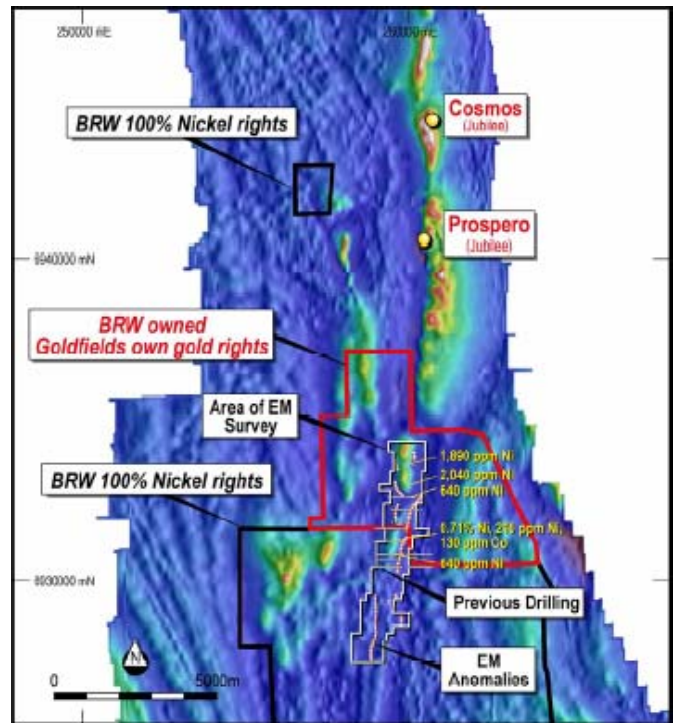 250000 mE
260000 mE
Cosmos
(Jubilee)
BRW 100% Nickel rights
Prospero
(Jubilee)
6940000 mN
BRW owned
Goldfields own gold rights
Area of EM
Survey
1,890 ppm Ni
BRW 100% Nickel rights
2,040 ppm Ni
640 ppm Ni
0.71% Ni,
ppm Ni,
130 ppm
640 ppm Ni
6930000 mN
Previous Drilling
N
EM
Anomalies
0
5000m